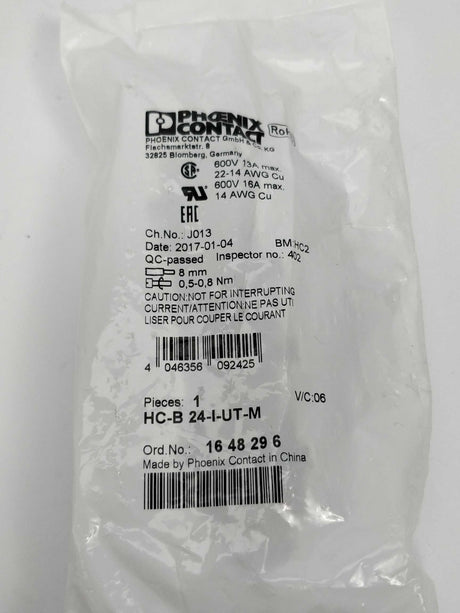 PHŒNIX
CONTACT
RoHS
PHOENIX CONTACT GmbH & Co. KG
Flachsmarktstr. 8
32825 Blomberg, Germany
600V 13A max.
22-14 AWG Cu
600V 16A max.
14 AWG Cu
EAC
Ch.No.: J013
Date: 2017-01-04 BM:HC2
QC-passed Inspector no.: 402
8 mm
0,5-0,8 Nm
CAUTION:NOT FOR INTERRUPTING
CURRENT/ATTENTION:NE PAS UTI
LISER POUR COUPER LE COURANT
4 046356 092425
Pieces: 1 V/C:06
HC-B 24-I-UT-M
Ord.No.: 16 48 29 6
Made by Phoenix Contact in China